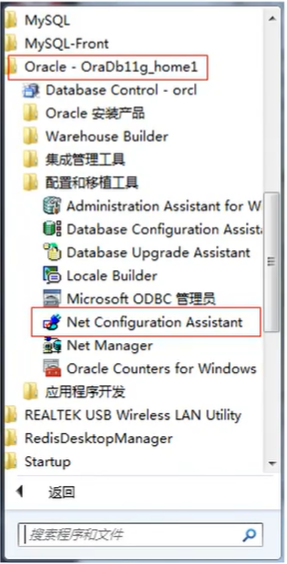 MySQL
MySQL-Front
Oracle - OraDb11g_home1
Database Control - orcl
Oracle 安装产品
Warehouse Builder
集成管理工具
配置和移植工具
Administration Assistant for W
Database Configuration Assista
Database Upgrade Assistant
Locale Builder
Microsoft ODBC 管理员
Net Configuration Assistant
Net Manager
Oracle Counters for Windows
应用程序开发
REALTEK USB Wireless LAN Utility
RedisDesktopManager
Startup
返回
搜索程序和文件